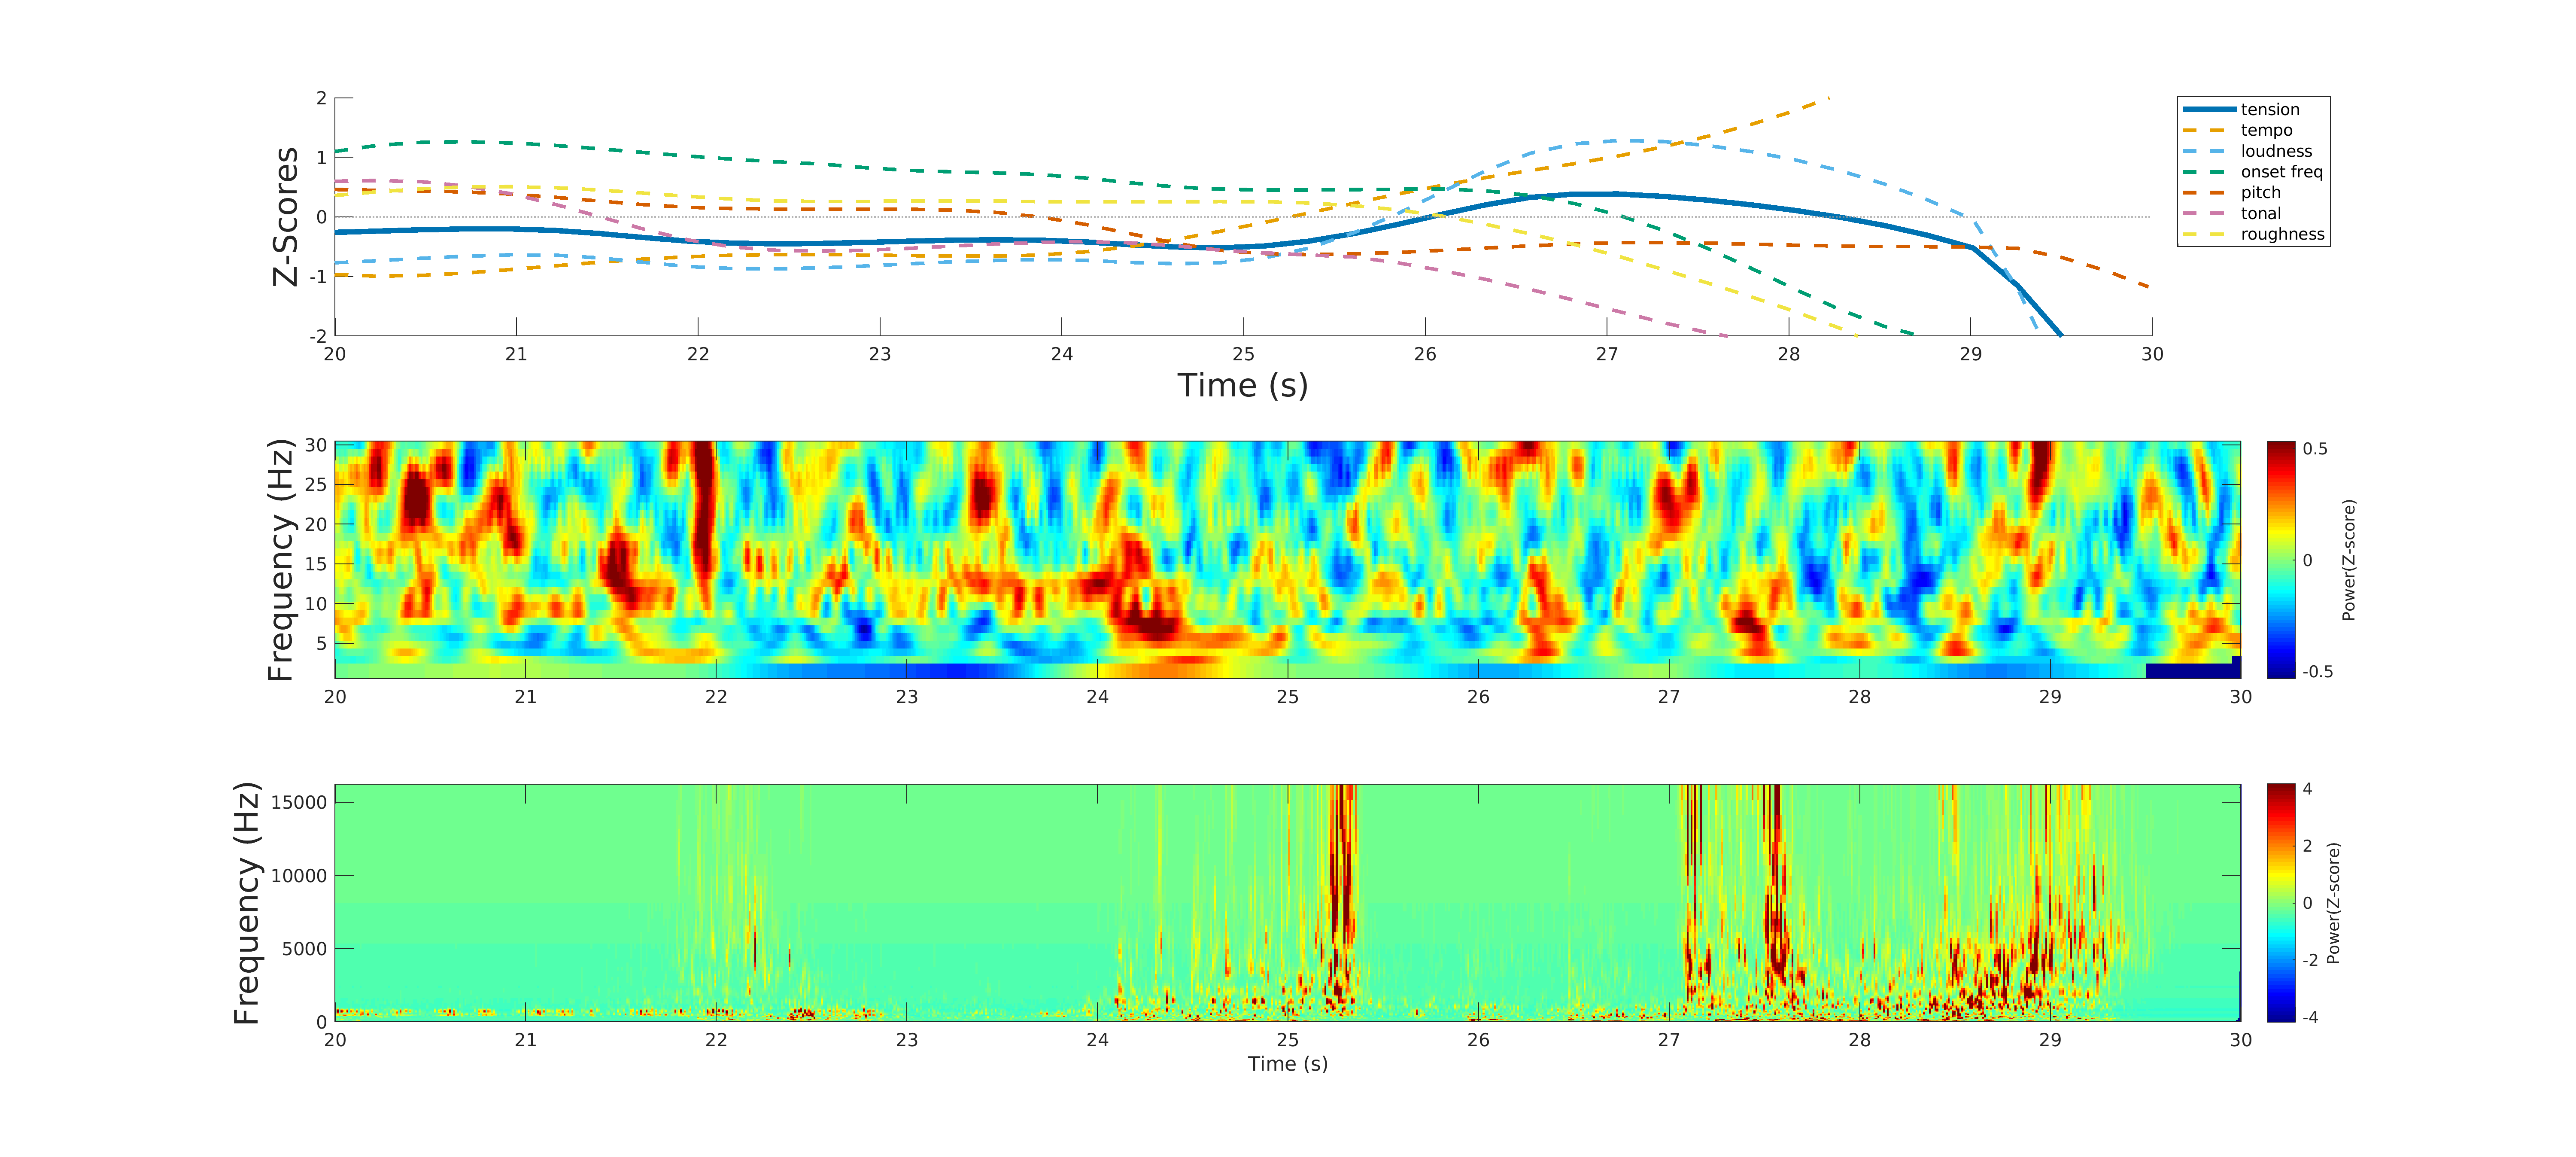 2
1
0
-1
-2
Z-Scores
20 21 22 23 24 25 26 27 28 29 30
Time (s)
tension
tempo
loudness
onset freq
pitch
tonal
roughness
30
25
20
15
10
5
Frequency (Hz)
20 21 22 23 24 25 26 27 28 29 30
0.5
0
-0.5
Power(Z-score)
15000
10000
5000
0
Frequency (Hz)
20 21 22 23 24 25 26 27 28 29 30
Time (s)
4
2
0
-2
-4
Power(Z-score)